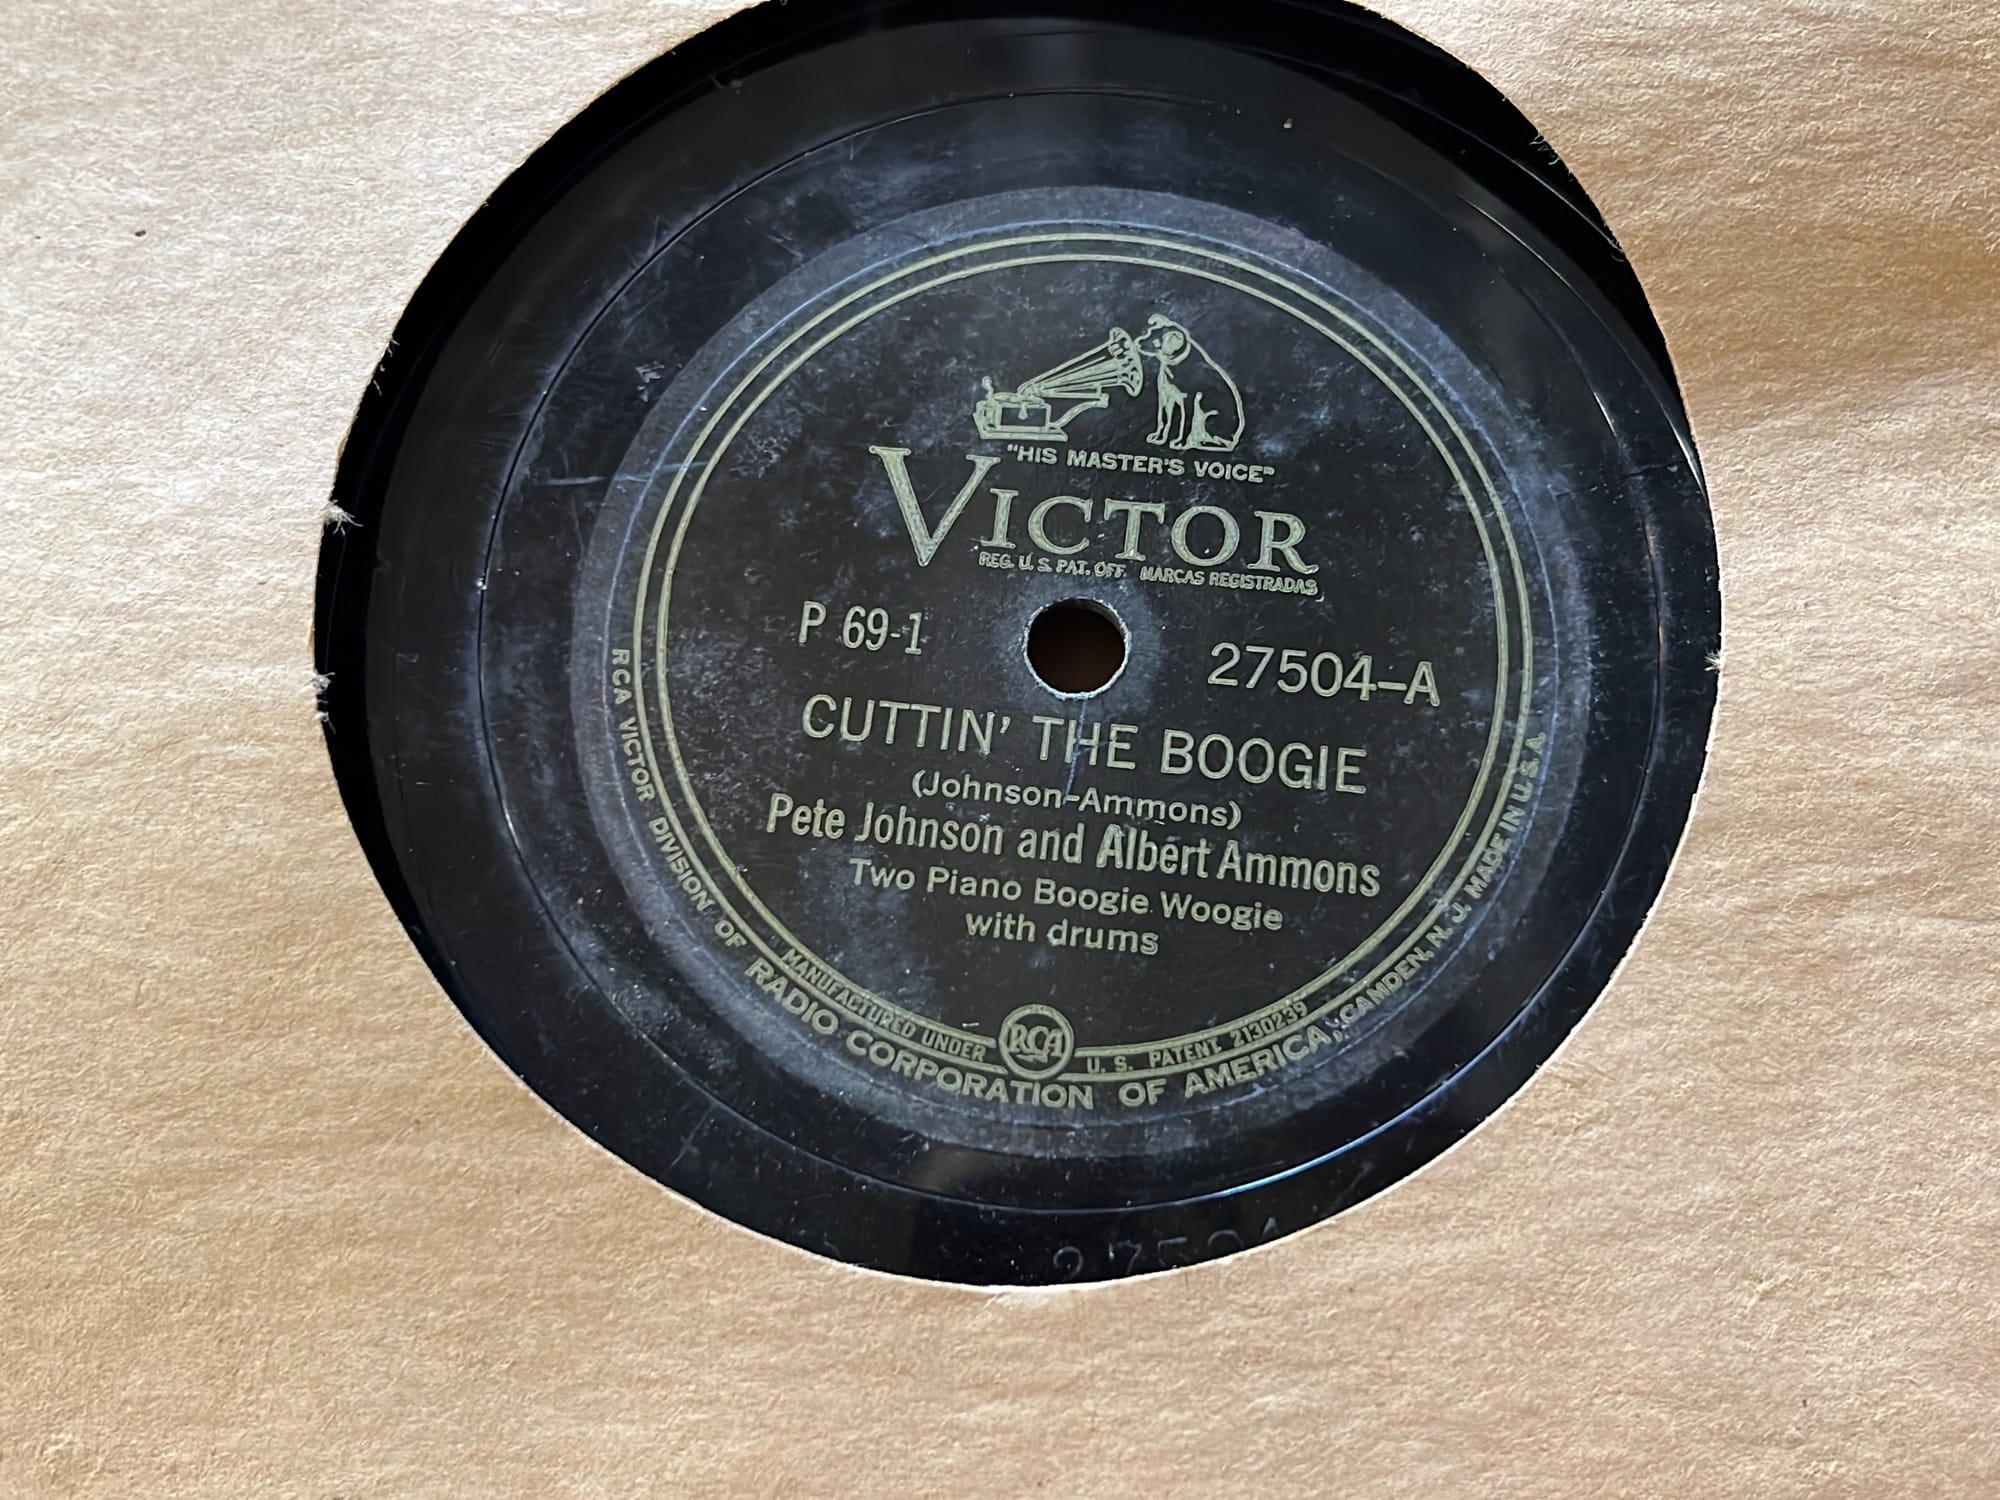 "HIS MASTER'S VOICE"
VICTOR
REG. U. S. PAT. OFF. MARCAS REGISTRADAS
P 69-1
27504-A
CUTTIN' THE BOOGIE
(Johnson-Ammons)
Pete Johnson and Albert Ammons
Two Piano Boogie Woogie
with drums
MANUFACTURED UNDER RCA U. S. PATENT 2130239
RCA VICTOR DIVISION OF RADIO CORPORATION OF AMERICA, CAMDEN, N. J. MADE IN U. S. A.